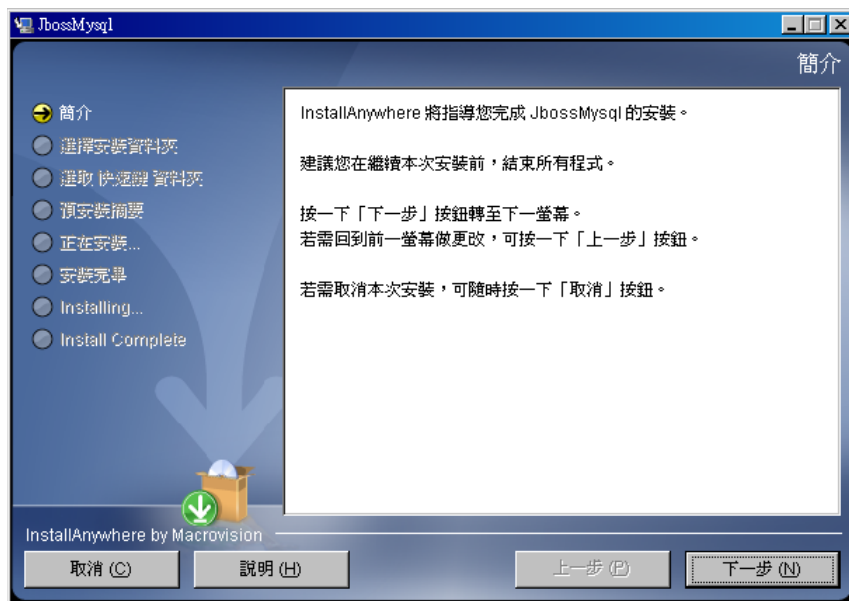 JbossMysql
簡介
簡介
選擇安裝資料夾
選取 快速鍵 資料夾
預安裝摘要
正在安裝...
安裝完畢
Installing...
Install Complete
InstallAnywhere 將指導您完成 JbossMysql 的安裝。
建議您在繼續本次安裝前，結束所有程式。
按一下「下一步」按鈕轉至下一螢幕。
若需回到前一螢幕做更改，可按一下「上一步」按鈕。
若需取消本次安裝，可隨時按一下「取消」按鈕。
InstallAnywhere by Macrovision
取消 (C)
說明 (H)
上一步 (P)
下一步 (N)